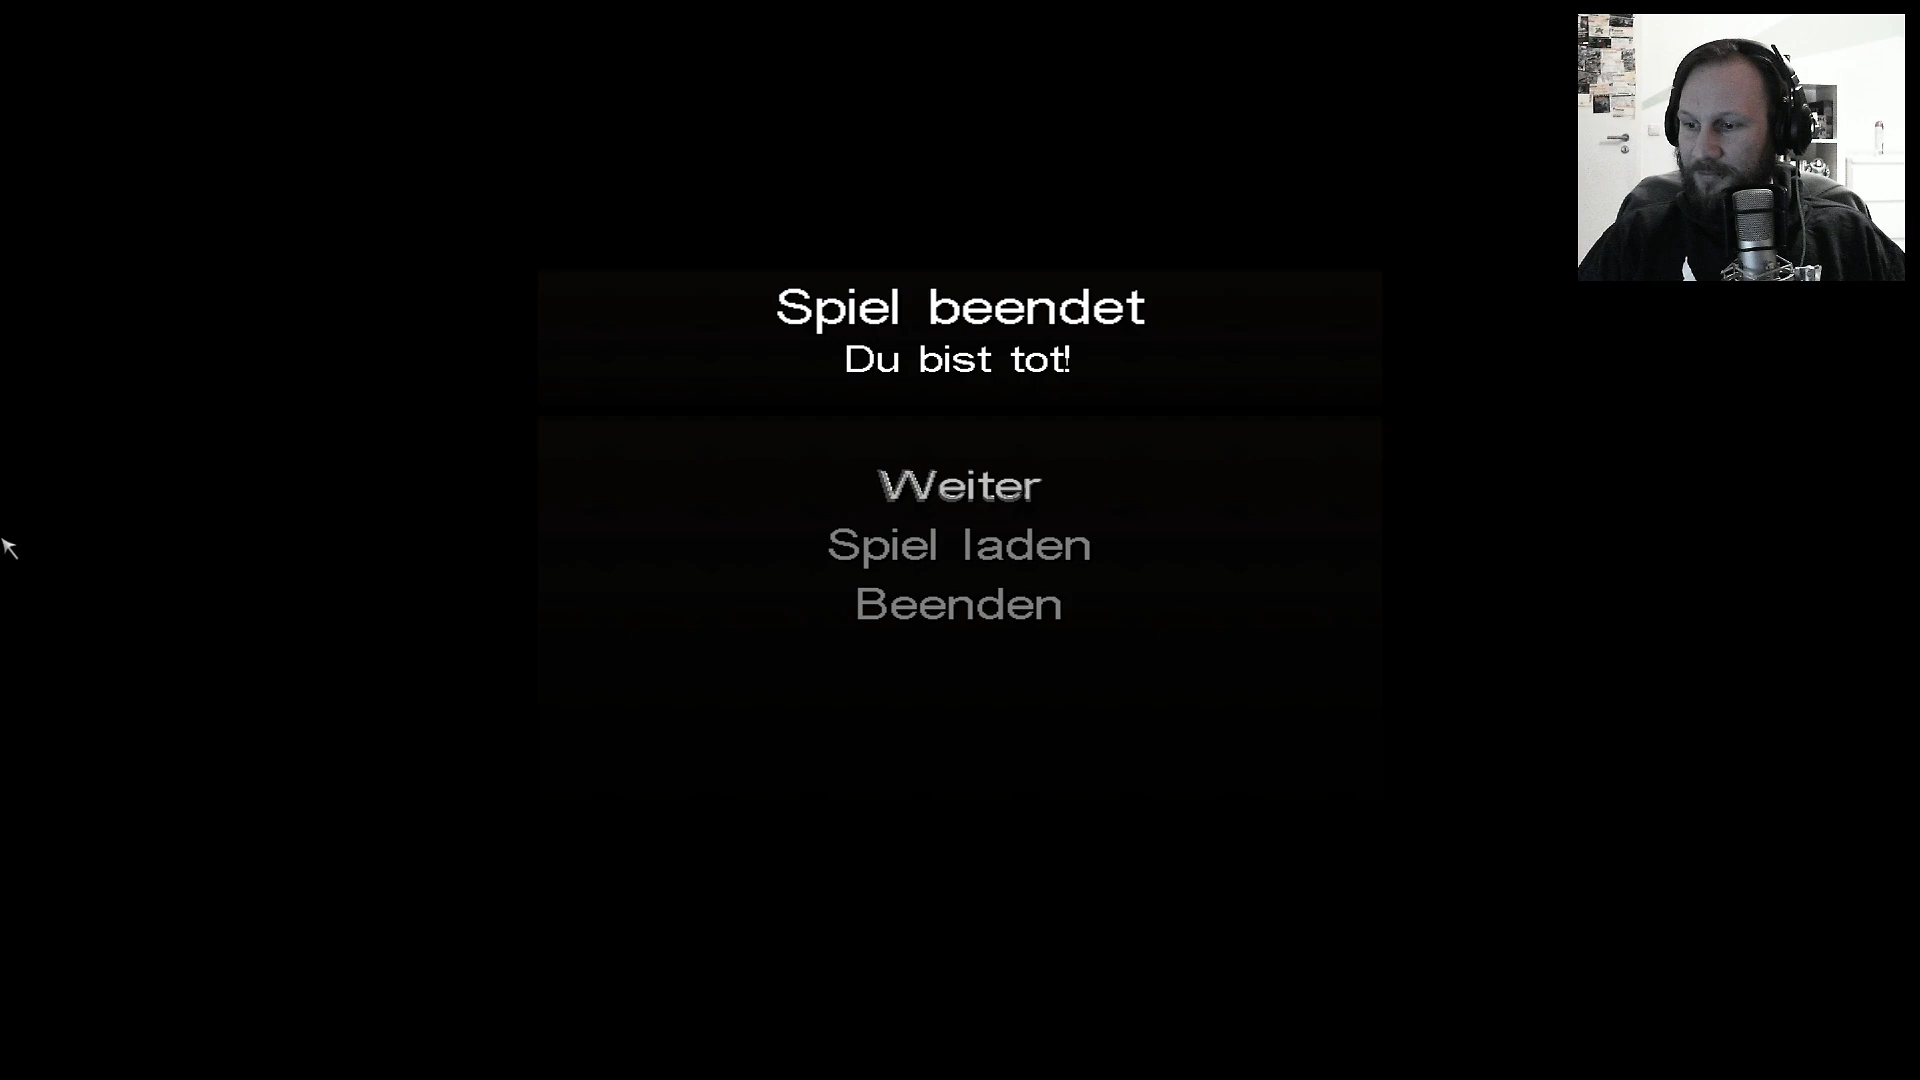 Spiel beendet
Du bist tot!
Weiter
Spiel laden
Beenden